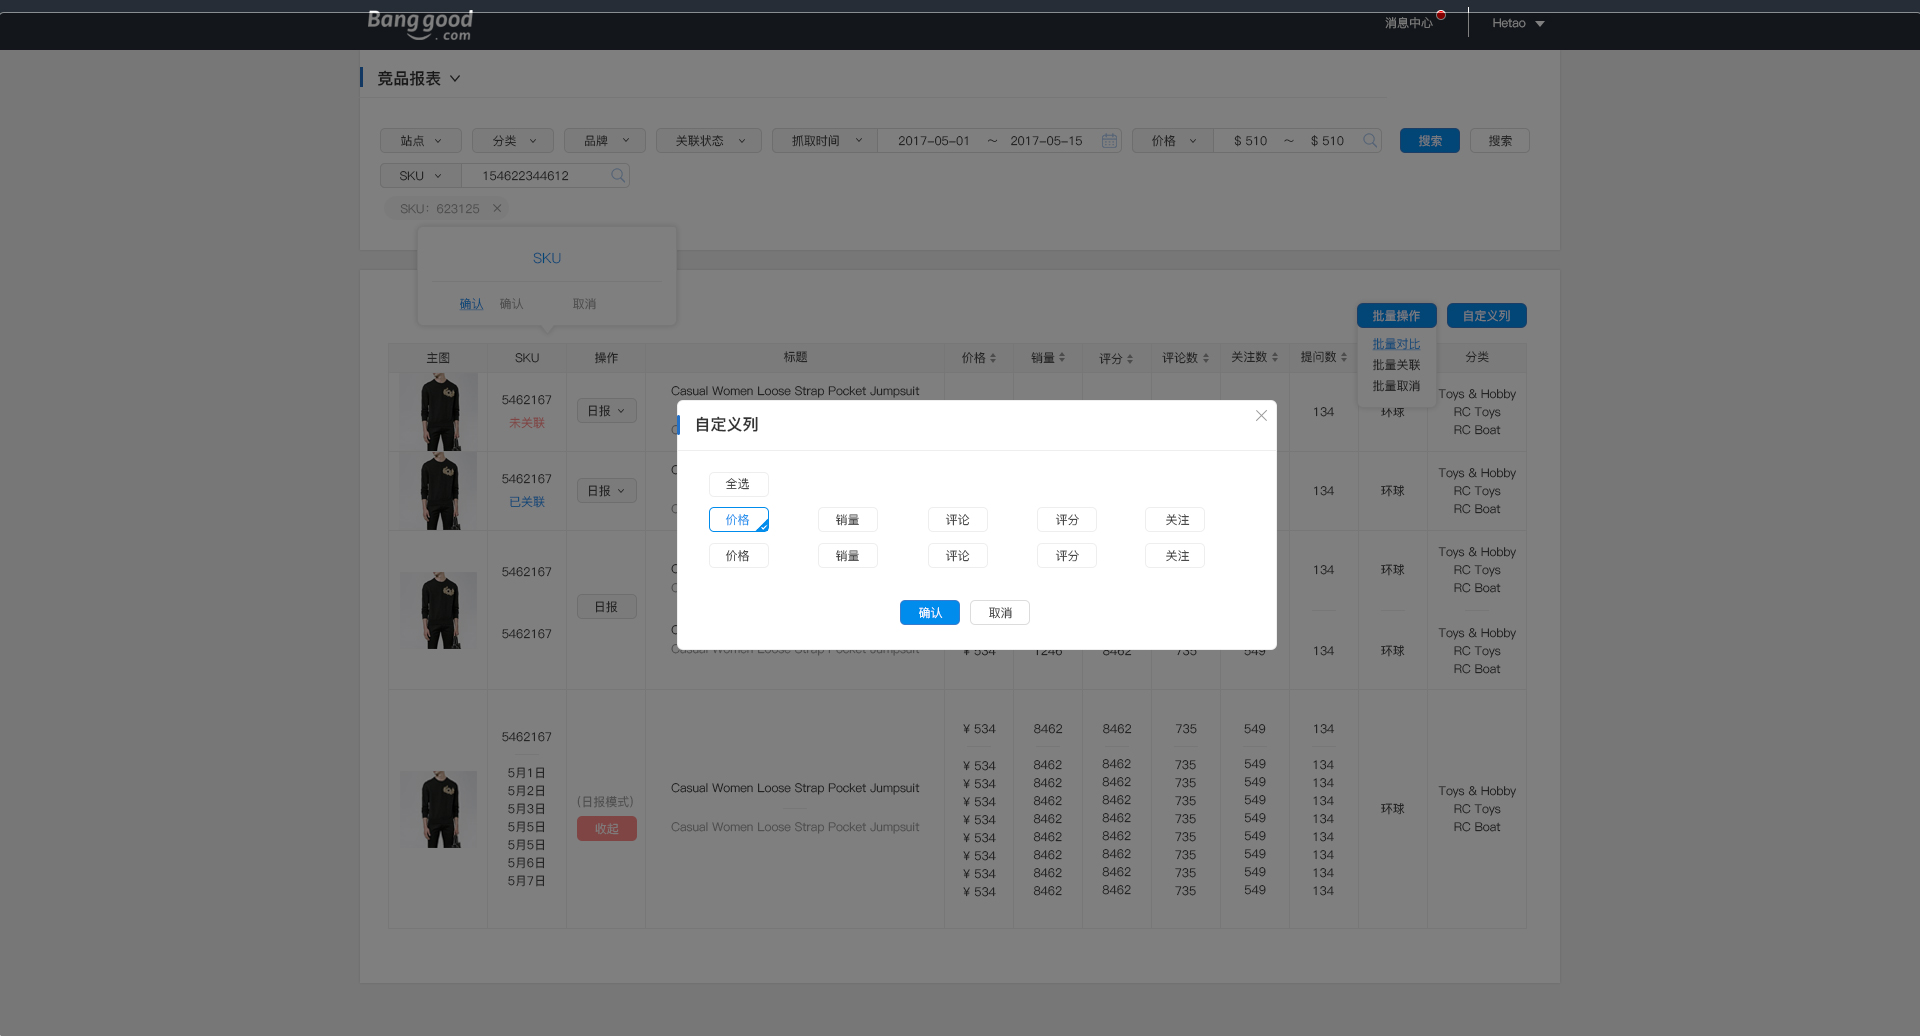 Banggood
.com
消息中心
Hetao
竞品报表
站点 分类 品牌 关联状态 抓取时间 2017-05-01 ~ 2017-05-15 价格 $ 510 ~ $ 510 搜索 搜索
SKU 154622344612
SKU: 623125
SKU
确认 确认 取消
批量操作 自定义列
批量对比
批量关联
批量取消
主图 SKU 操作 标题 价格 销量 评分 评论数 关注数 提问数 分类
5462167
未关联
日报
Casual Women Loose Strap Pocket Jumpsuit
134
环球
Toys & Hobby
RC Toys
RC Boat
自定义列
全选
价格 销量 评论 评分 关注
价格 销量 评论 评分 关注
确认 取消
5462167
已关联
日报
134
环球
Toys & Hobby
RC Toys
RC Boat
5462167
日报
134
环球
Toys & Hobby
RC Toys
RC Boat
5462167
Casual Women Loose Strap Pocket Jumpsuit
¥ 534 1246 8462 735 549 134
环球
Toys & Hobby
RC Toys
RC Boat
5462167
¥ 534 8462 8462 735 549 134
5月1日 ¥ 534 8462 8462 735 549 134
5月2日 ¥ 534 8462 8462 735 549 134
5月3日 ¥ 534 8462 8462 735 549 134
5月5日 ¥ 534 8462 8462 735 549 134
5月5日 ¥ 534 8462 8462 735 549 134
5月6日 ¥ 534 8462 8462 735 549 134
5月7日 ¥ 534 8462 8462 735 549 134
¥ 534 8462 8462 735 549 134
(日报模式)
收起
Casual Women Loose Strap Pocket Jumpsuit
Casual Women Loose Strap Pocket Jumpsuit
环球
Toys & Hobby
RC Toys
RC Boat